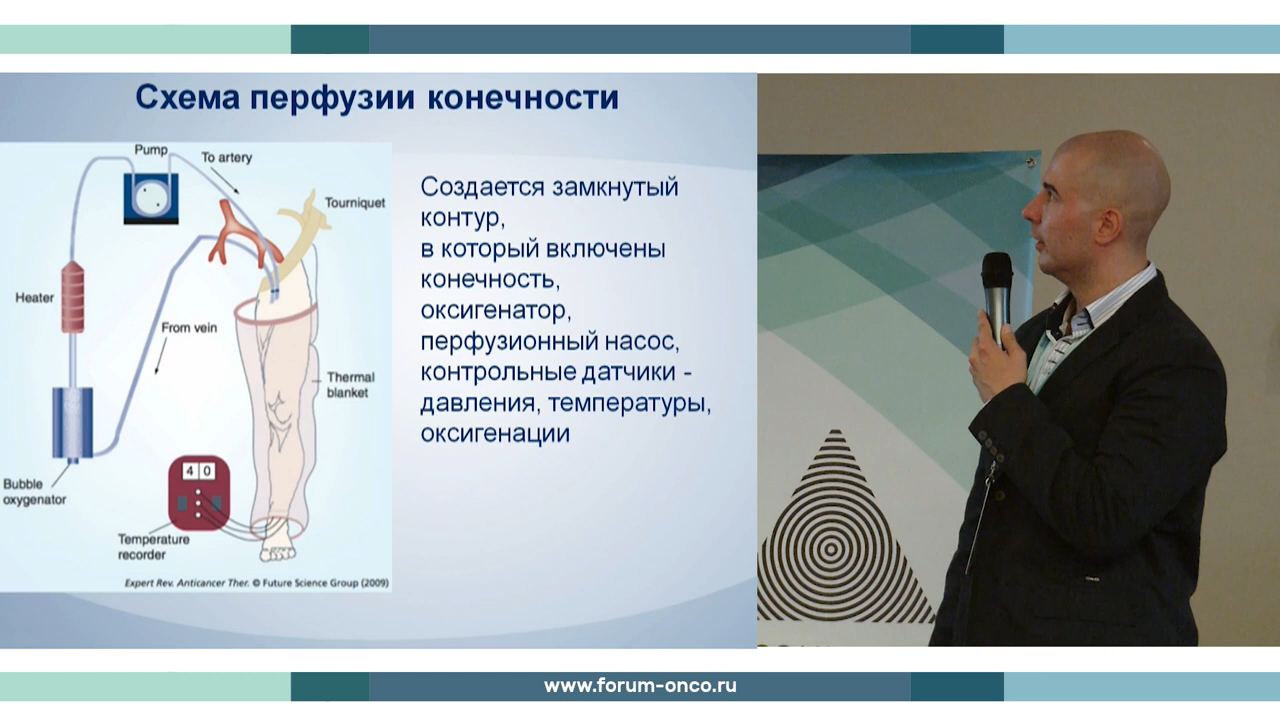 Схема перфузии конечности
Pump
To artery
Tourniquet
Heater
From vein
Thermal
blanket
4 0
Bubble
oxygenator
Temperature
recorder
Expert Rev. Anticancer Ther. © Future Science Group (2009)
Создается замкнутый
контур,
в который включены
конечность,
оксигенатор,
перфузионный насос,
контрольные датчики -
давления, температуры,
оксигенации
www.forum-onco.ru